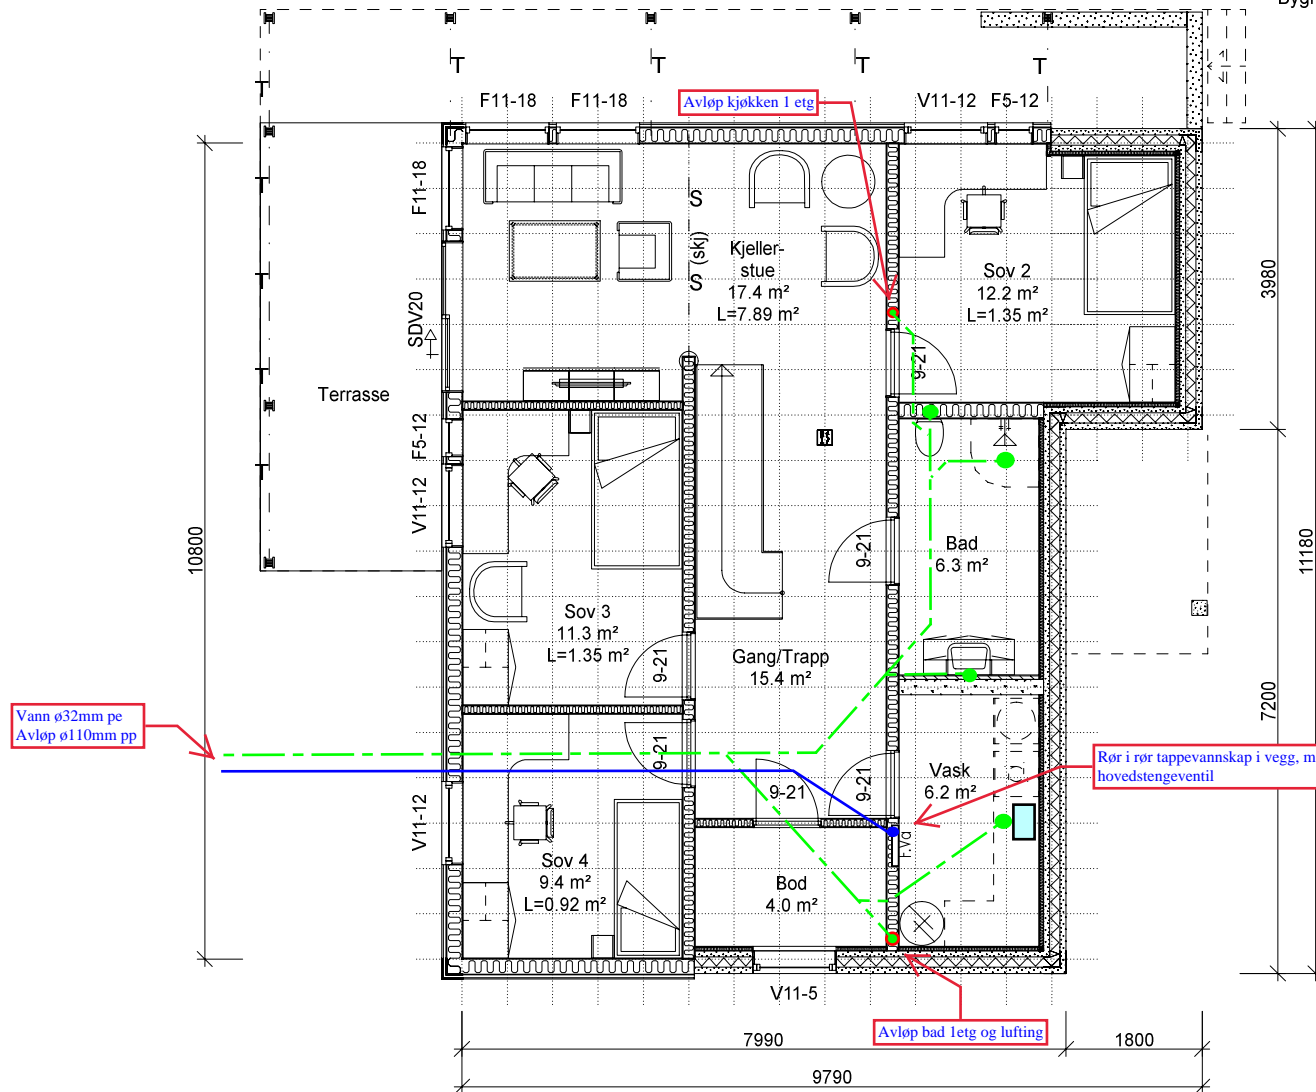 Bygn
T
T
T
T
F11-18
F11-18
Avløp kjøkken 1 etg
V11-12
F5-12
T
T
T
T
T
F11-18
SDV20
F5-12
V11-12
V11-12
Terrasse
10800
S
(skj)
S
Kjeller-
stue
17.4 m²
L=7.89 m²
Sov 2
12.2 m²
L=1.35 m²
9-21
3980
11180
7200
Bad
6.3 m²
9-21
Sov 3
11.3 m²
L=1.35 m²
9-21
Gang/Trapp
15.4 m²
Vann ø32mm pe
Avløp ø110mm pp
9-21
9-21
9-21
Vask
6.2 m²
Rør i rør tappevannskap i vegg, m
hovedstengeventil
Sov 4
9.4 m²
L=0.92 m²
Bod
4.0 m²
V11-5
Avløp bad 1etg og lufting
7990
1800
9790